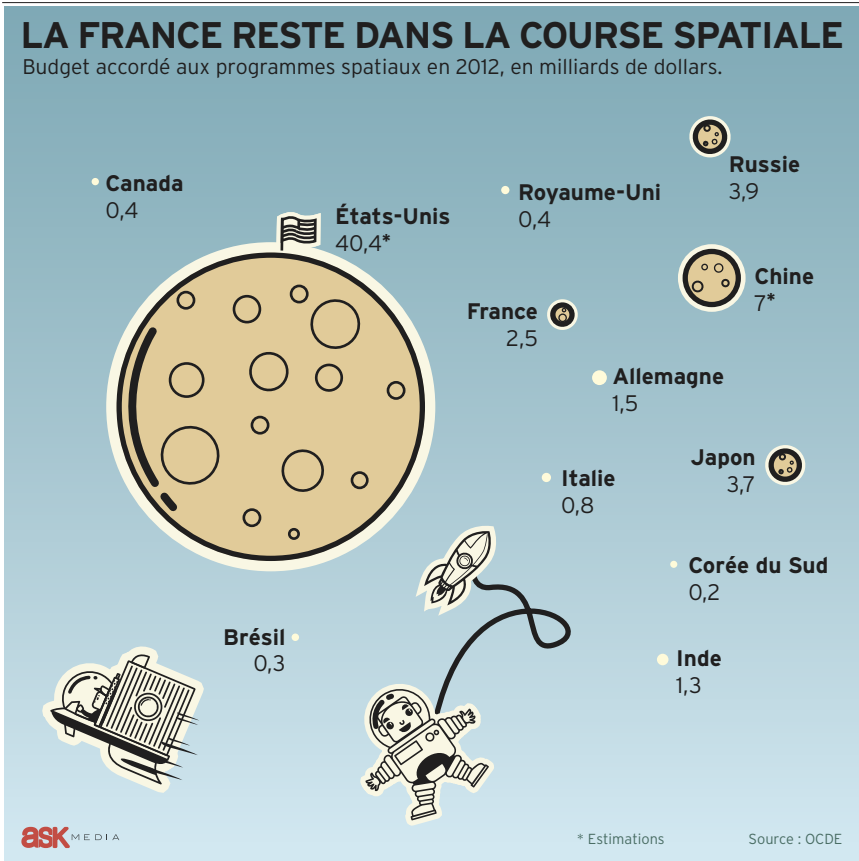 LA FRANCE RESTE DANS LA COURSE SPATIALE
Budget accordé aux programmes spatiaux en 2012, en milliards de dollars.
Russie
3,9
Canada
0,4
Royaume-Uni
0,4
États-Unis
40,4*
Chine
7*
France
2,5
Allemagne
1,5
Japon
3,7
Italie
0,8
Corée du Sud
0,2
Brésil
0,3
Inde
1,3
ask MEDIA
* Estimations
Source : OCDE